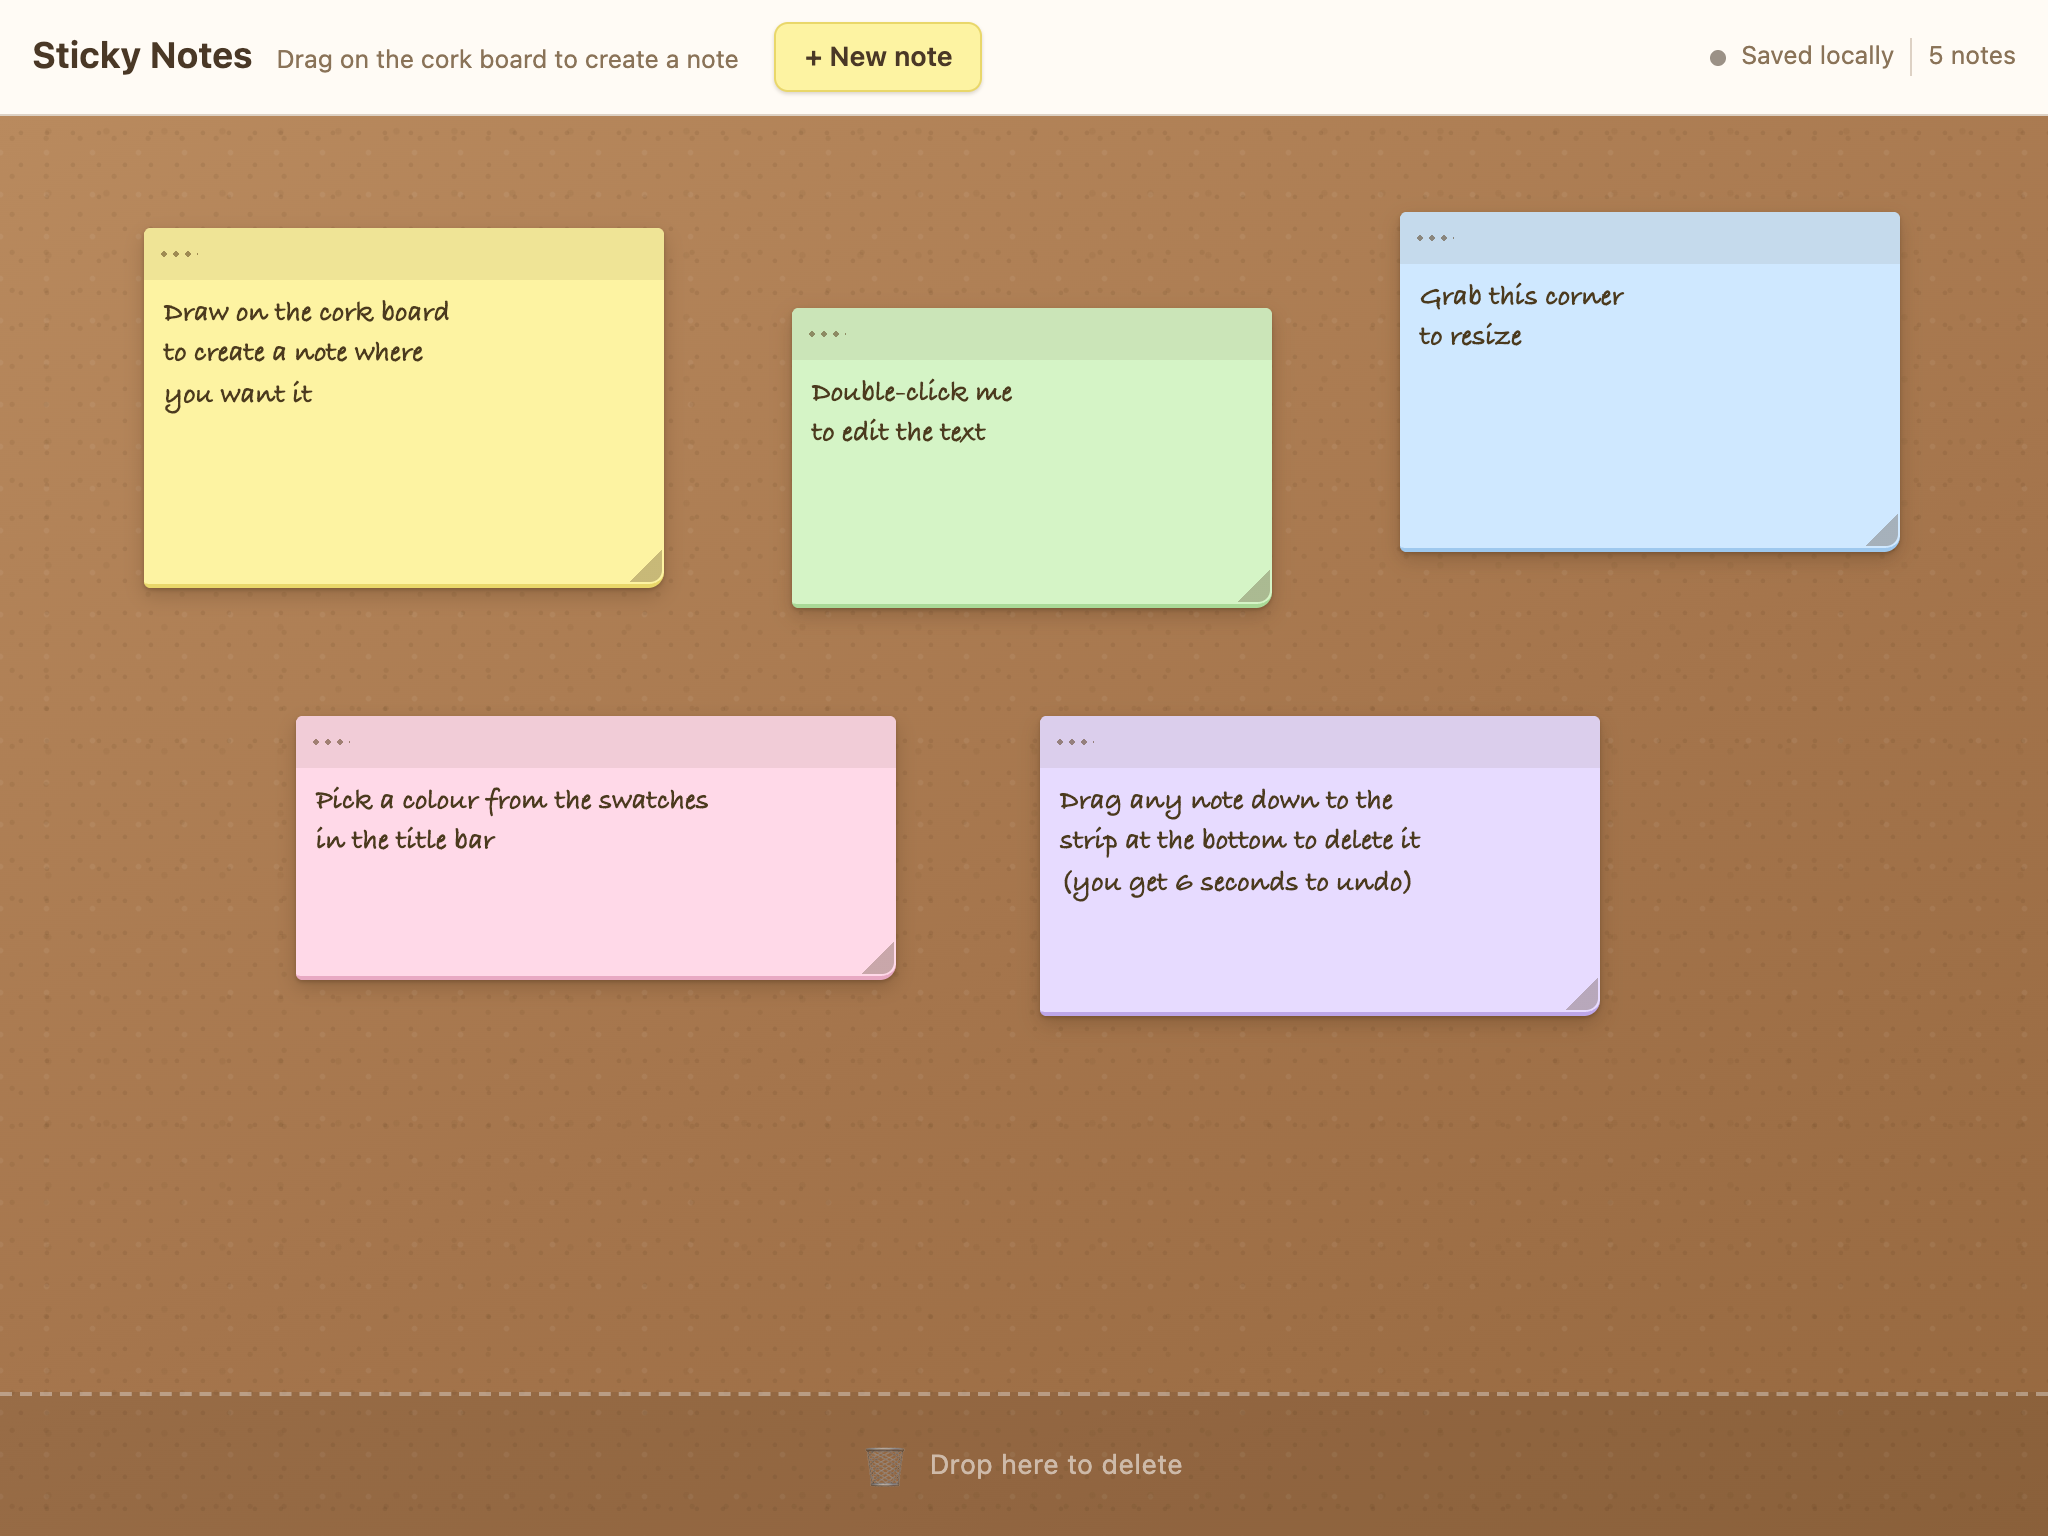 Sticky Notes
Drag on the cork board to create a note
+ New note
Saved locally
5 notes
Draw on the cork board
to create a note where
you want it
Double-click me
to edit the text
Grab this corner
to resize
Pick a colour from the swatches
in the title bar
Drag any note down to the
strip at the bottom to delete it
(you get 6 seconds to undo)
Drop here to delete